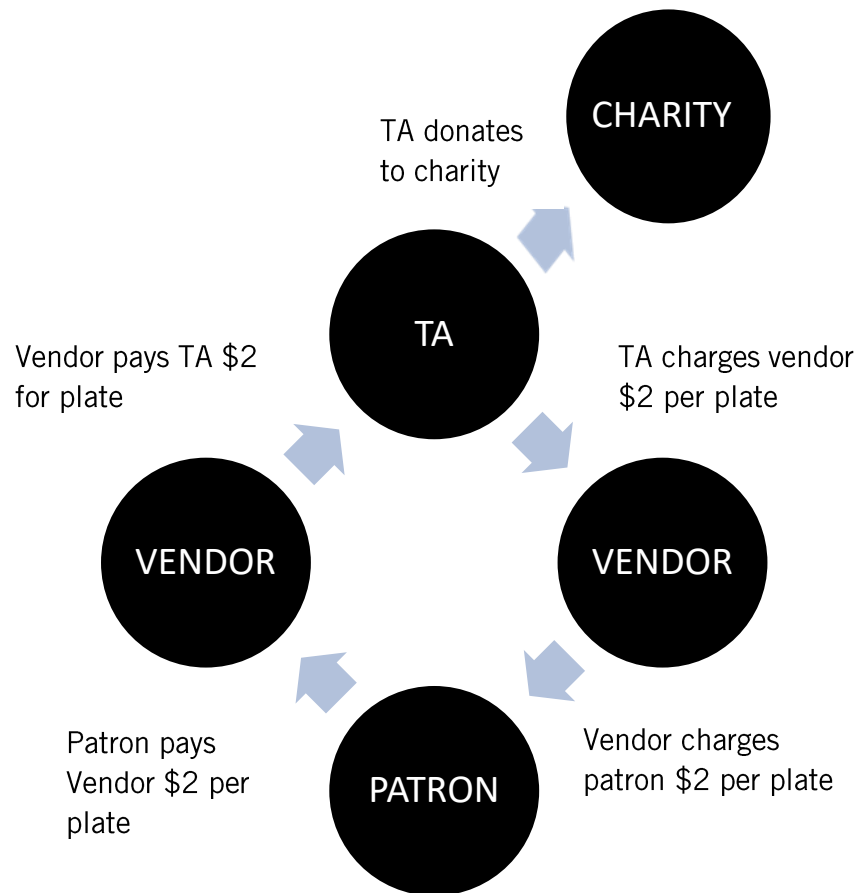 CHARITY
TA donates
to charity
TA
Vendor pays TA $2
for plate
TA charges vendor
$2 per plate
VENDOR
VENDOR
Patron pays
Vendor $2 per
plate
PATRON
Vendor charges
patron $2 per plate